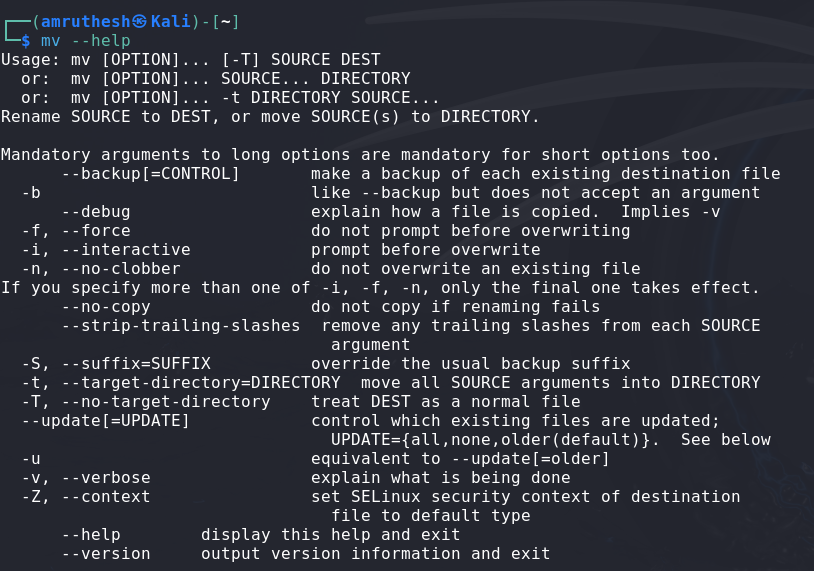 ┌──(amruthesh㉿Kali)-[~]
└─$ mv --help
Usage: mv [OPTION]... [-T] SOURCE DEST
  or:  mv [OPTION]... SOURCE... DIRECTORY
  or:  mv [OPTION]... -t DIRECTORY SOURCE...
Rename SOURCE to DEST, or move SOURCE(s) to DIRECTORY.

Mandatory arguments to long options are mandatory for short options too.
      --backup[=CONTROL]       make a backup of each existing destination file
  -b                           like --backup but does not accept an argument
      --debug                  explain how a file is copied.  Implies -v
  -f, --force                  do not prompt before overwriting
  -i, --interactive            prompt before overwrite
  -n, --no-clobber             do not overwrite an existing file
If you specify more than one of -i, -f, -n, only the final one takes effect.
      --no-copy                do not copy if renaming fails
      --strip-trailing-slashes  remove any trailing slashes from each SOURCE
                                 argument
  -S, --suffix=SUFFIX          override the usual backup suffix
  -t, --target-directory=DIRECTORY  move all SOURCE arguments into DIRECTORY
  -T, --no-target-directory    treat DEST as a normal file
  --update[=UPDATE]            control which existing files are updated;
                                 UPDATE={all,none,older(default)}.  See below
  -u                           equivalent to --update[=older]
  -v, --verbose                explain what is being done
  -Z, --context                set SELinux security context of destination
                                 file to default type
      --help        display this help and exit
      --version     output version information and exit